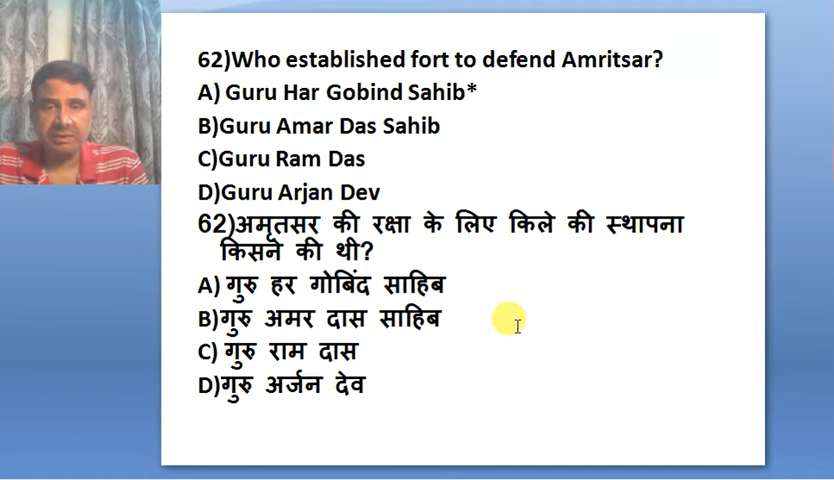 62)Who established fort to defend Amritsar?
A) Guru Har Gobind Sahib*
B)Guru Amar Das Sahib
C)Guru Ram Das
D)Guru Arjan Dev
62)अमृतसर की रक्षा के लिए किले की स्थापना
किसने की थी?
A) गुरु हर गोबिंद साहिब
B)गुरु अमर दास साहिब
C) गुरु राम दास
D)गुरु अर्जन देव